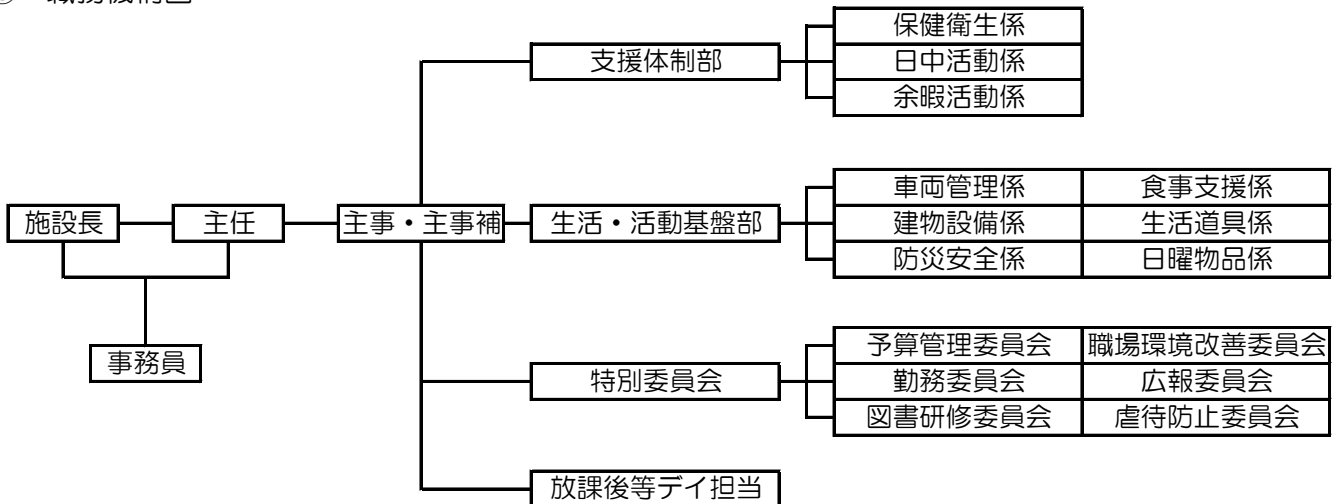 職務機構図
保健衛生係
支援体制部 日中活動係
余暇活動係
車両管理係 食事支援係
施設長 主任 主事・主事補 生活・活動基盤部 建物設備係 生活道具係
防災安全係 日曜物品係
予算管理委員会 職場環境改善委員会
事務員 特別委員会 勤務委員会 広報委員会
図書研修委員会 虐待防止委員会
放課後等デイ担当